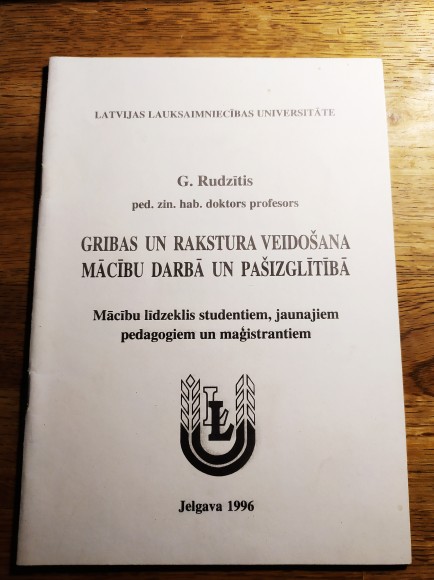 LATVIJAS LAUKSAIMNIECĪBAS UNIVERSITĀTE
G. Rudzītis
ped. zin. hab. doktors profesors
GRIBAS UN RAKSTURA VEIDOŠANA
MĀCĪBU DARBĀ UN PAŠIZGLĪTĪBĀ
Mācību līdzeklis studentiem, jaunajiem
pedagogiem un maģistrantiem
LLU
Jelgava 1996